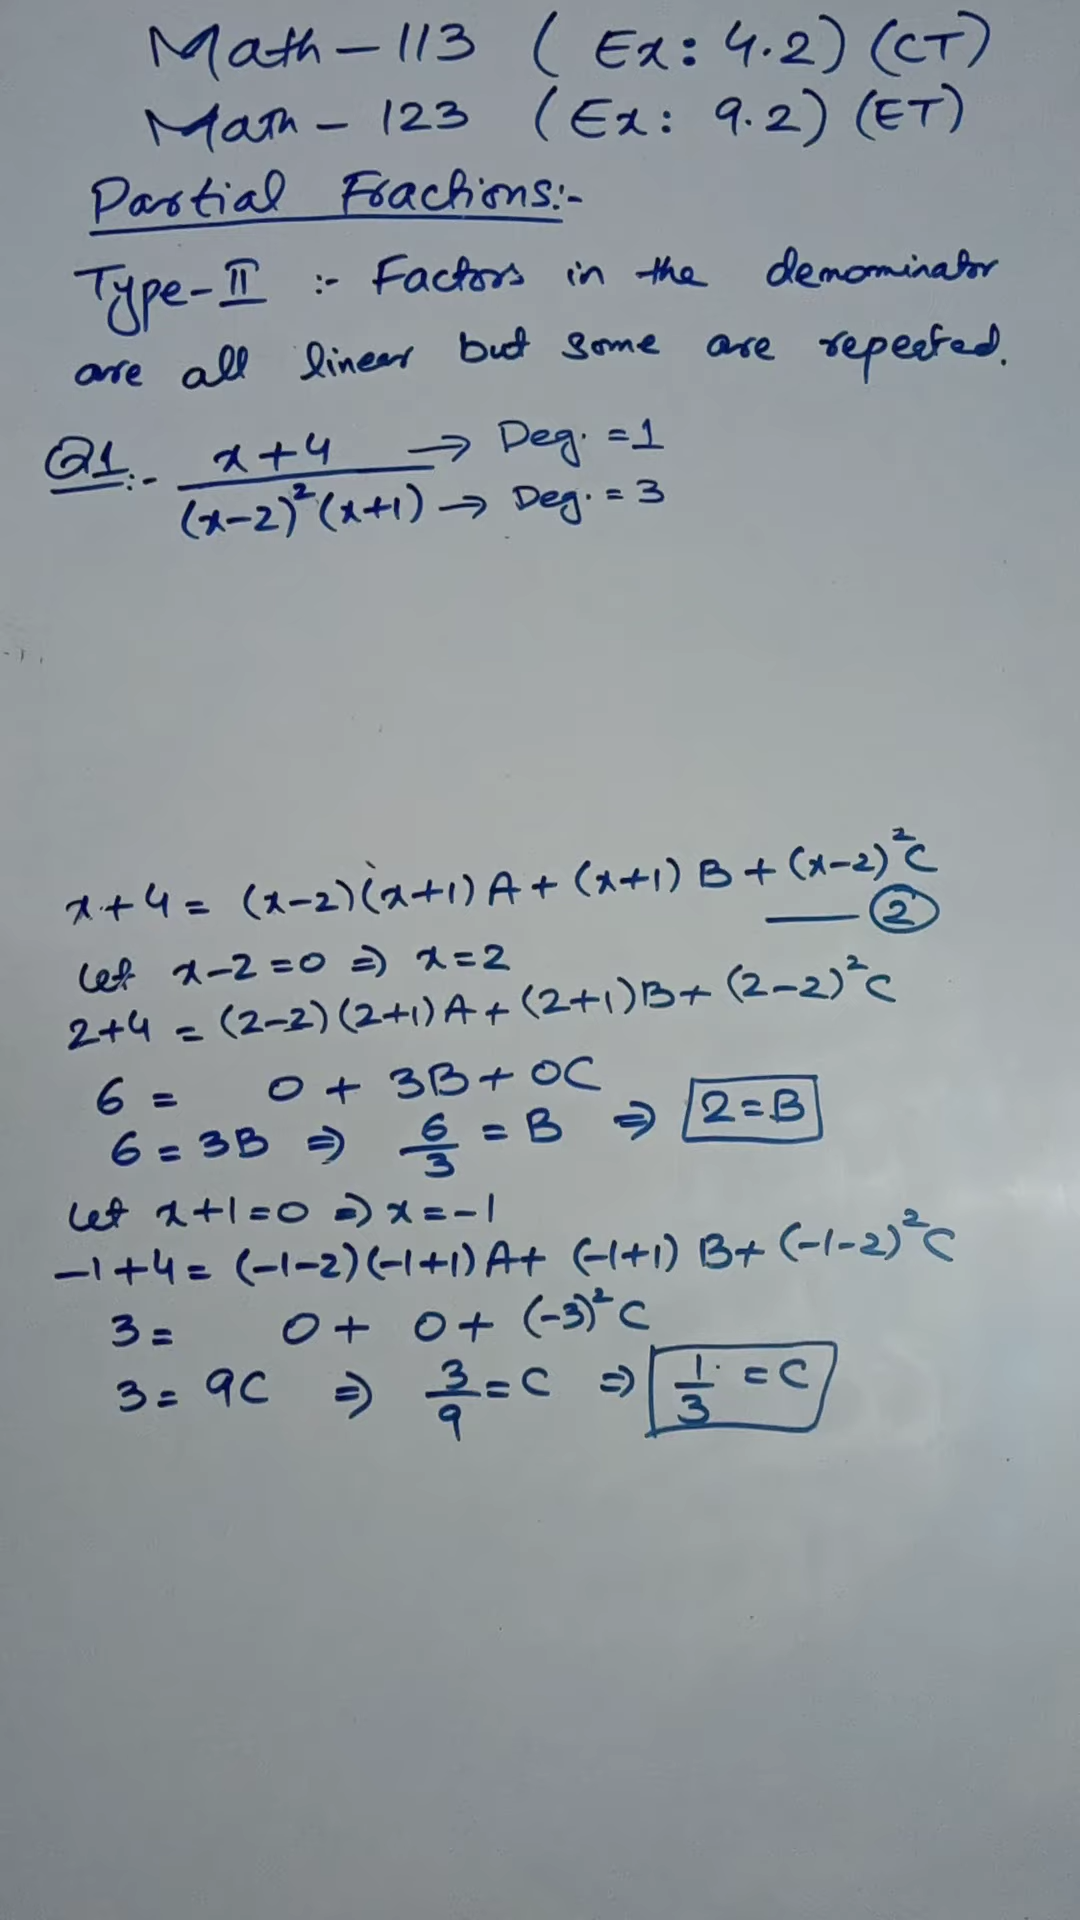 Math-113 (Ex: 4.2) (CT)
Math-123 (Ex: 9.2) (ET)
Partial Fractions:-
Type-II :- Factors in the denominator
are all linear but some are repeated.
Q1:- x+4 → Deg. = 1
(x-2)²(x+1) → Deg. = 3
x+4 = (x-2)(x+1)A + (x+1)B + (x-2)²C
—— ②
let x-2=0 ⇒ x=2
2+4 = (2-2)(2+1)A + (2+1)B + (2-2)²C
6 = 0 + 3B + 0C
6 = 3B ⇒ 6/3 = B ⇒ 2=B
let x+1=0 ⇒ x=-1
-1+4 = (-1-2)(-1+1)A + (-1+1)B + (-1-2)²C
3 = 0 + 0 + (-3)²C
3 = 9C ⇒ 3/9 = C ⇒ 1/3 = C